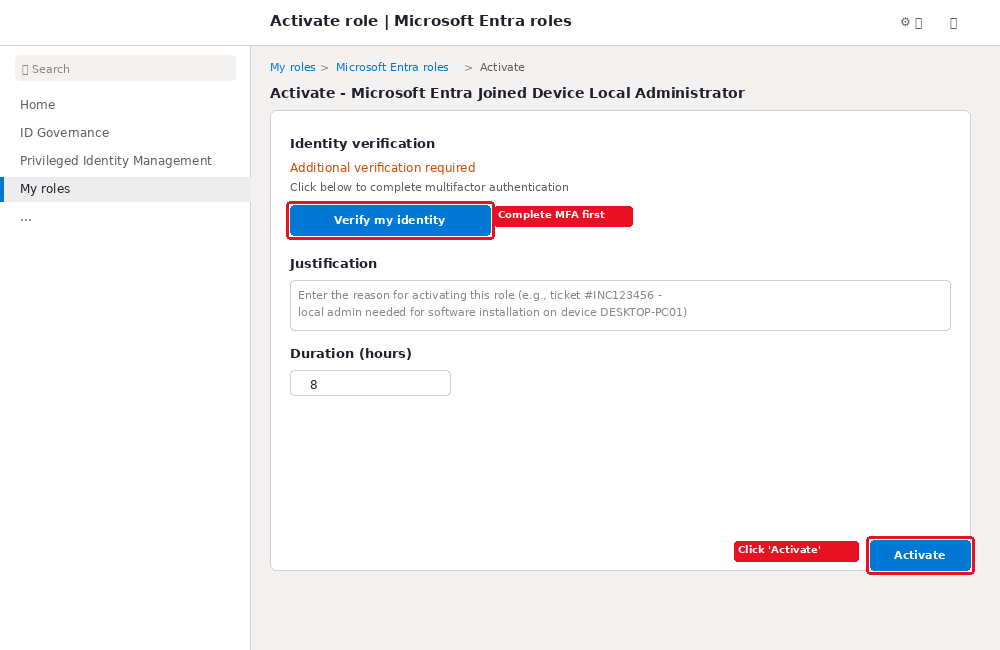 Activate role | Microsoft Entra roles
Search
Home
ID Governance
Privileged Identity Management
My roles
...
My roles > Microsoft Entra roles > Activate
Activate - Microsoft Entra Joined Device Local Administrator
Identity verification
Additional verification required
Click below to complete multifactor authentication
Verify my identity
Complete MFA first
Justification
Enter the reason for activating this role (e.g., ticket #INC123456 -
local admin needed for software installation on device DESKTOP-PC01)
Duration (hours)
8
Click 'Activate'
Activate